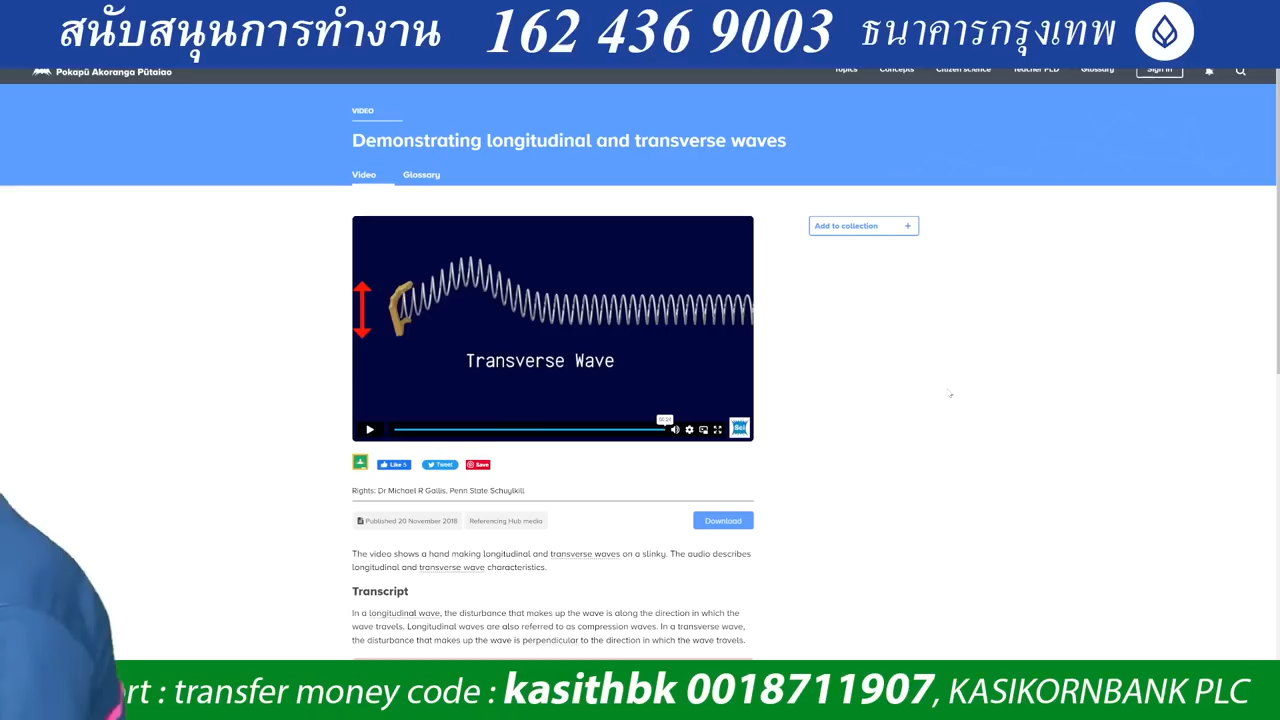 สนับสนุนการทำงาน 162 436 9003 ธนาคารกรุงเทพ
Pokapū Akoranga Pūtaiao Topics Concepts Citizen science Teacher PLD Glossary Sign in
VIDEO
Demonstrating longitudinal and transverse waves
Video Glossary
Add to collection +
Transverse Wave
00:24
Sci
Like 5 Tweet Save
Rights: Dr Michael R Gallis, Penn State Schuylkill
Published 20 November 2018 Referencing Hub media Download
The video shows a hand making longitudinal and transverse waves on a slinky. The audio describes
longitudinal and transverse wave characteristics.
Transcript
In a longitudinal wave, the disturbance that makes up the wave is along the direction in which the
wave travels. Longitudinal waves are also referred to as compression waves. In a transverse wave,
the disturbance that makes up the wave is perpendicular to the direction in which the wave travels.
rt : transfer money code : kasithbk 0018711907, KASIKORNBANK PLC